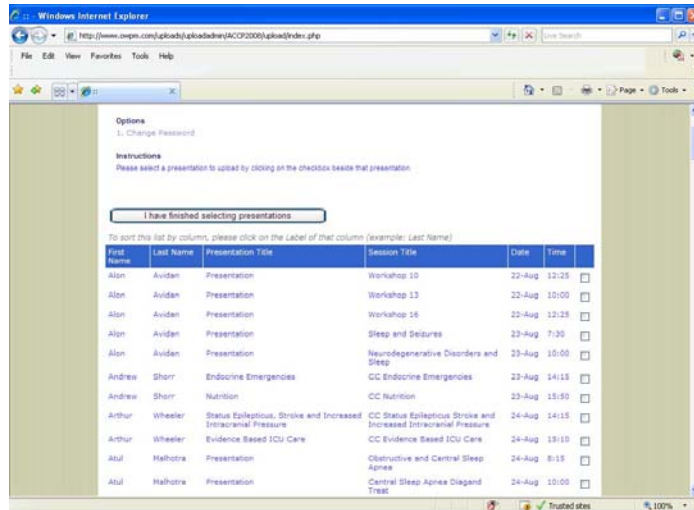 :: - Windows Internet Explorer
http://www.owpm.com/uploads/uploadadmin/ACCP2008/upload/index.php Live Search
File Edit View Favorites Tools Help
:: Page Tools
Options
1. Change Password
Instructions
Please select a presentation to upload by clicking on the checkbox beside that presentation
I have finished selecting presentations
To sort this list by column, please click on the Label of that column (example: Last Name)
First Name Last Name Presentation Title Session Title Date Time
Alon Avidan Presentation Workshop 10 22-Aug 12:25
Alon Avidan Presentation Workshop 13 22-Aug 10:00
Alon Avidan Presentation Workshop 16 22-Aug 12:25
Alon Avidan Presentation Sleep and Seizures 23-Aug 7:30
Alon Avidan Presentation Neurodegenerative Disorders and Sleep 23-Aug 10:00
Andrew Shorr Endocrine Emergencies CC Endocrine Emergencies 23-Aug 14:15
Andrew Shorr Nutrition CC Nutrition 23-Aug 15:50
Arthur Wheeler Status Epilepticus, Stroke and Increased Intracranial Pressure CC Status Epilepticus Stroke and Increased Intracranial Pressure 24-Aug 14:15
Arthur Wheeler Evidence Based ICU Care CC Evidence Based ICU Care 24-Aug 15:10
Atul Malhotra Presentation Obstructive and Central Sleep Apnea 24-Aug 8:15
Atul Malhotra Presentation Central Sleep Apnea Diagand Treat 24-Aug 10:00
Trusted sites 100%